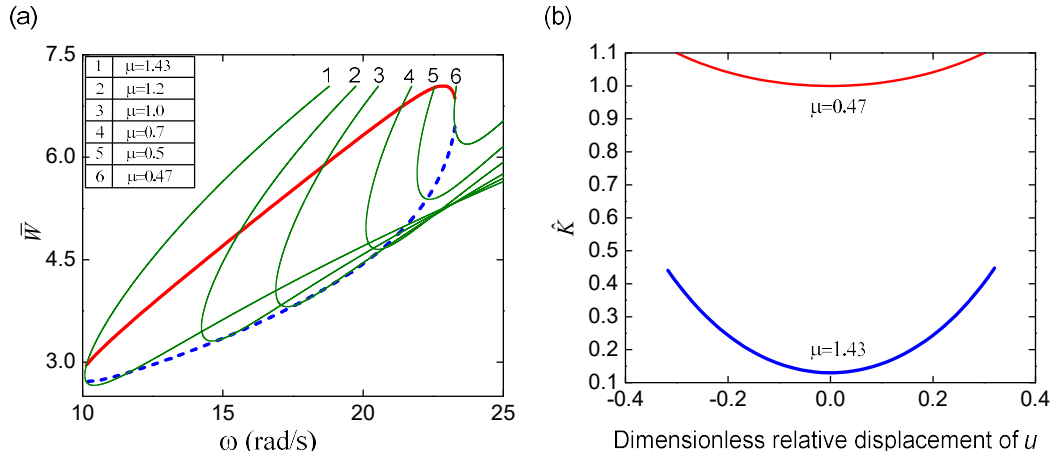 (a)
7.5
6.0
4.5
3.0
W̄
1 μ=1.43
2 μ=1.2
3 μ=1.0
4 μ=0.7
5 μ=0.5
6 μ=0.47
1 2 3 4 5 6
10 15 20 25
ω (rad/s)
(b)
1.1
1.0
0.9
0.8
0.7
0.6
0.5
0.4
0.3
0.2
0.1
K̂
μ=0.47
μ=1.43
-0.4 -0.2 0.0 0.2 0.4
Dimensionless relative displacement of u